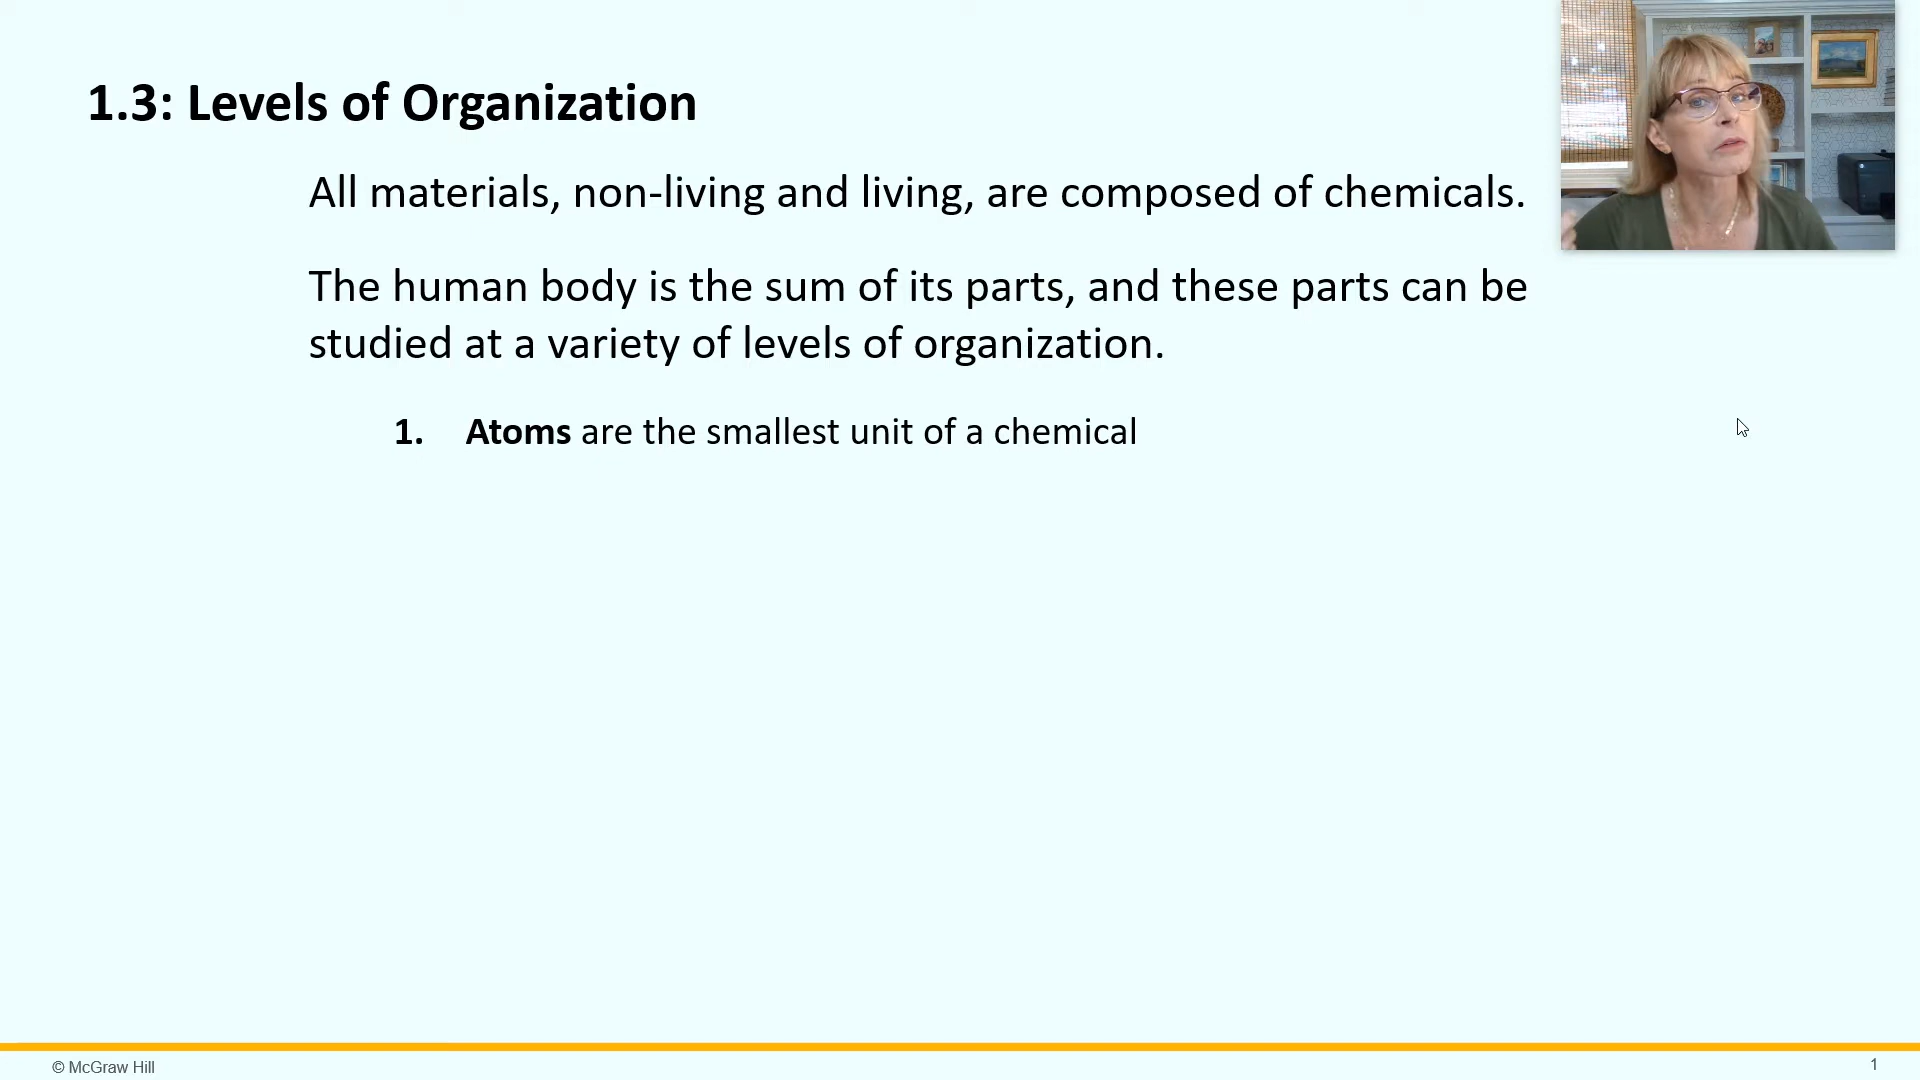 1.3: Levels of Organization
All materials, non-living and living, are composed of chemicals.
The human body is the sum of its parts, and these parts can be
studied at a variety of levels of organization.
1. Atoms are the smallest unit of a chemical
© McGraw Hill
1